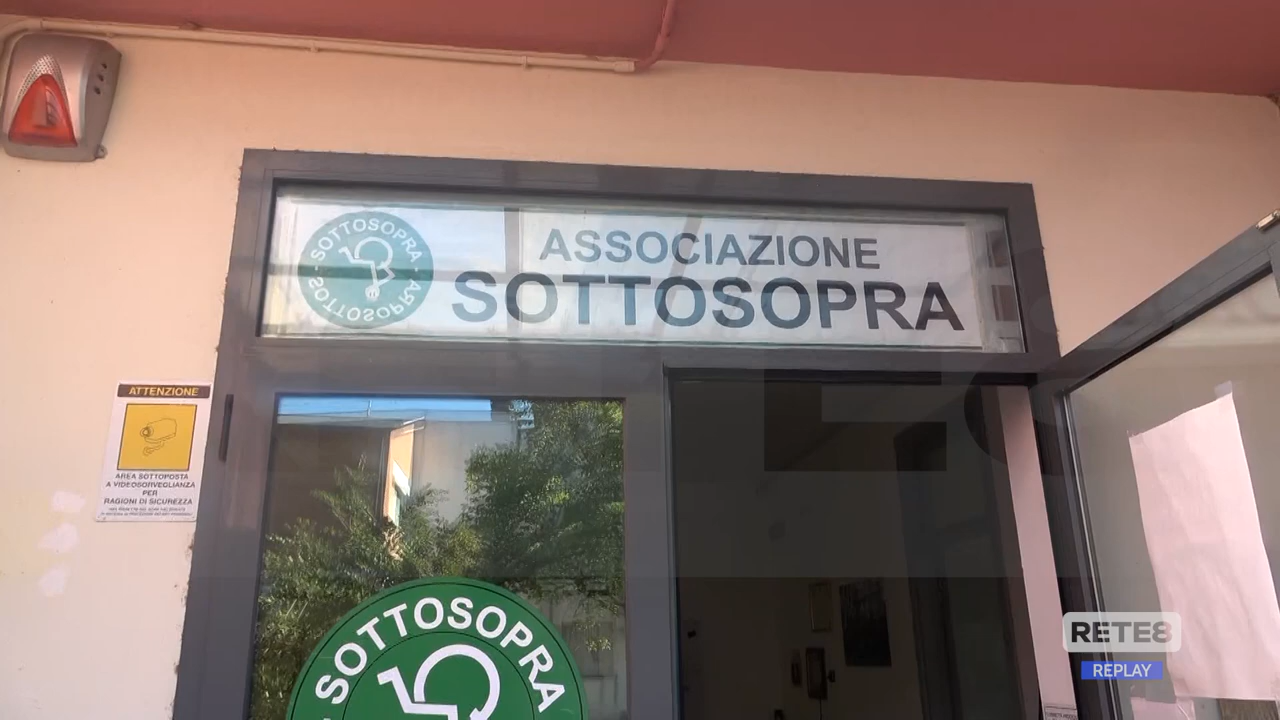 - SOTTOSOPRA -
SOTTOSOPRA
ASSOCIAZIONE
SOTTOSOPRA
ATTENZIONE
AREA SOTTOPOSTA
A VIDEOSORVEGLIANZA
PER
RAGIONI DI SICUREZZA
- SOTTOSOPRA
RETE8
REPLAY